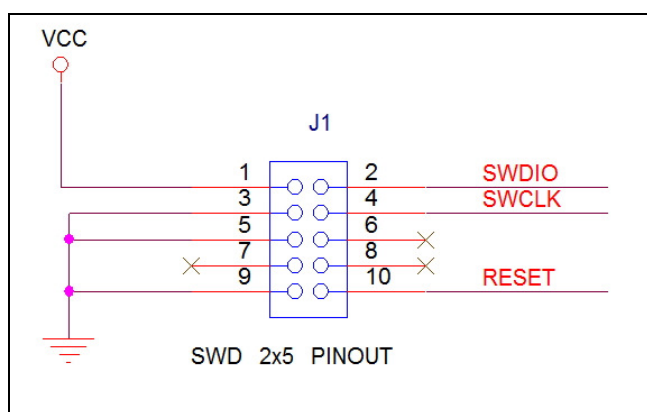 VCC
J1
1 2 SWDIO
3 4 SWCLK
5 6
7 8
9 10 RESET
SWD 2x5 PINOUT